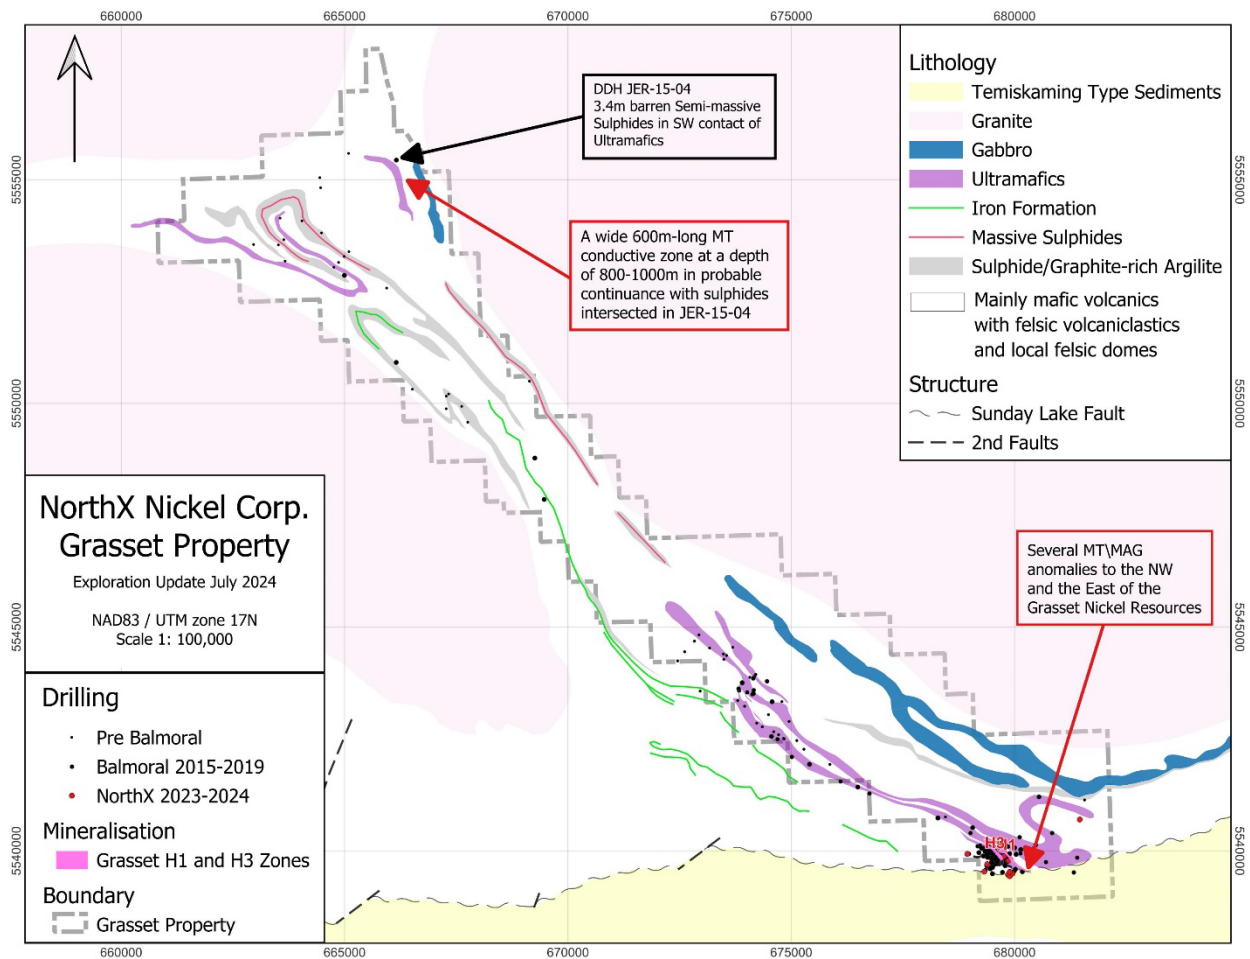 660000 665000 670000 675000 680000
DDH JER-15-04
3.4m barren Semi-massive
Sulphides in SW contact of
Ultramafics
A wide 600m-long MT
conductive zone at a depth
of 800-1000m in probable
continuance with sulphides
intersected in JER-15-04
Lithology
Temiskaming Type Sediments
Granite
Gabbro
Ultramafics
Iron Formation
Massive Sulphides
Sulphide/Graphite-rich Argilite
Mainly mafic volcanics
with felsic volcaniclastics
and local felsic domes
Structure
Sunday Lake Fault
2nd Faults
5555000
5550000
5545000
5540000
5555000
5550000
5545000
5540000
NorthX Nickel Corp.
Grasset Property
Exploration Update July 2024
NAD83 / UTM zone 17N
Scale 1: 100,000
Several MT\MAG
anomalies to the NW
and the East of the
Grasset Nickel Resources
Drilling
Pre Balmoral
Balmoral 2015-2019
NorthX 2023-2024
Mineralisation
Grasset H1 and H3 Zones
Boundary
Grasset Property
H3
660000 665000 670000 675000 680000